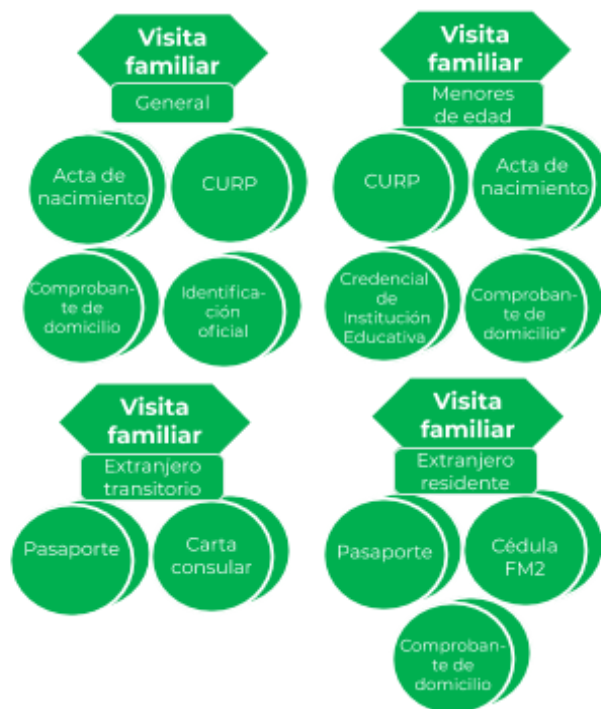 Visita
familiar
General
Acta de
nacimiento
CURP
Comproban-
te de
domicilio
Identifica-
ción
oficial
Visita
familiar
Menores
de edad
CURP
Acta de
nacimiento
Credencial
de
Institución
Educativa
Comproban-
te de
domicilio*
Visita
familiar
Extranjero
transitorio
Pasaporte
Carta
consular
Visita
familiar
Extranjero
residente
Pasaporte
Cédula
FM2
Comproban-
te de
domicilio